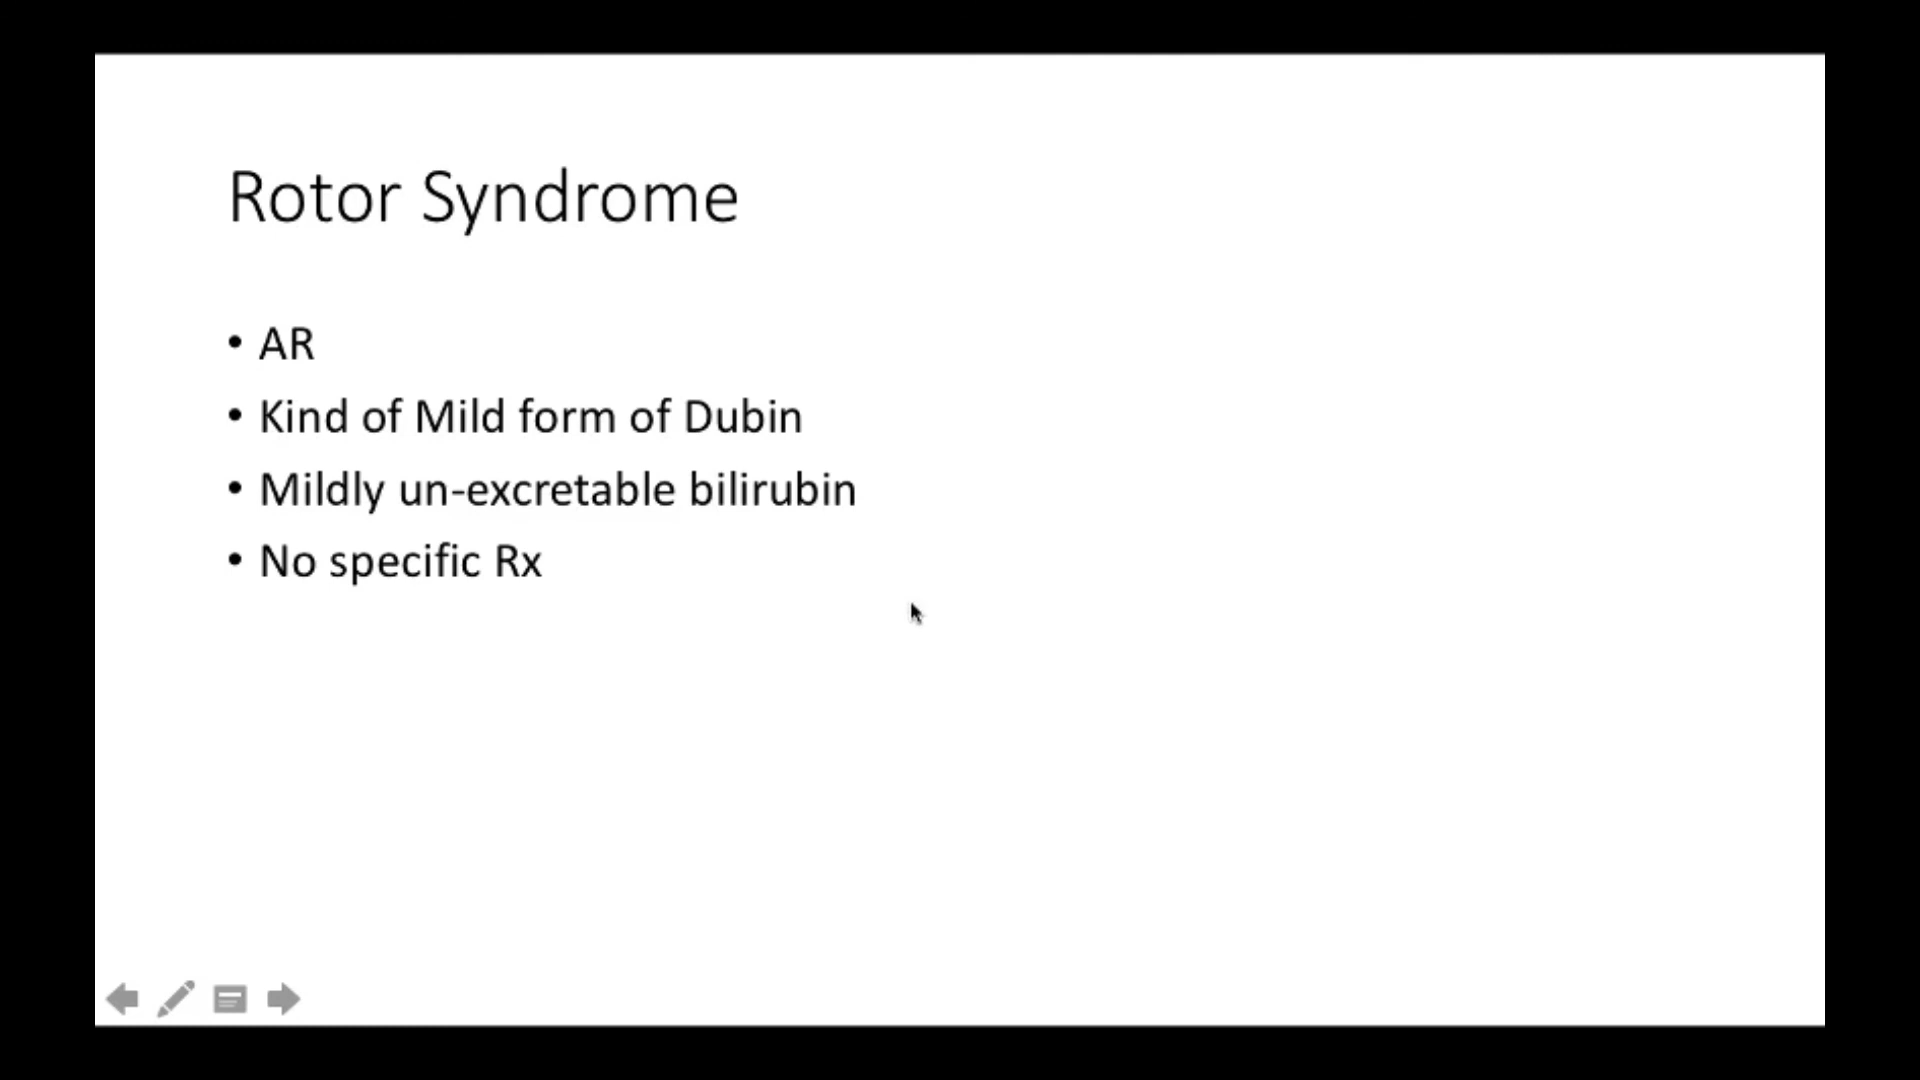 Rotor Syndrome
• AR
• Kind of Mild form of Dubin
• Mildly un-excretable bilirubin
• No specific Rx